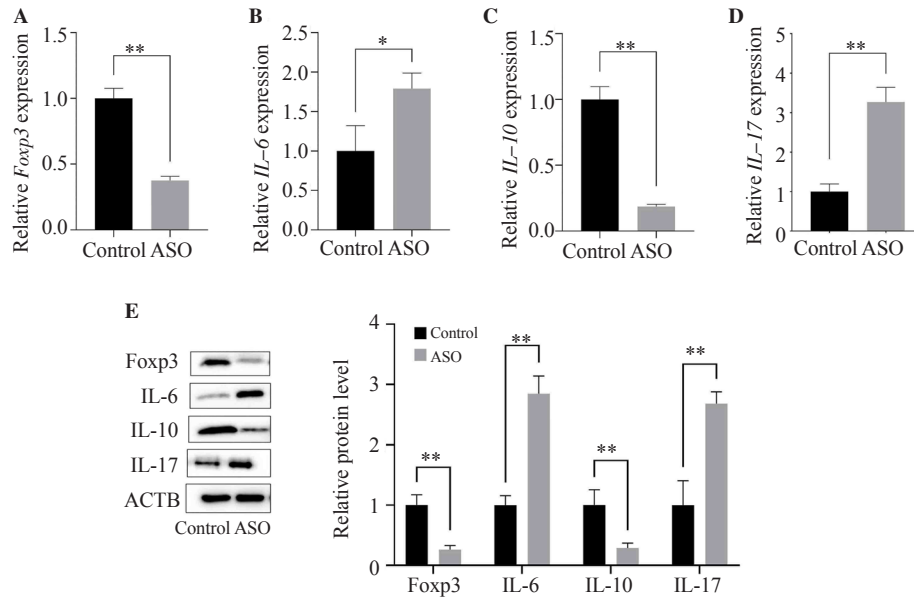 A
Relative Foxp3 expression
1.5
1.0
0.5
0.0
**
Control ASO
B
Relative IL–6 expression
2.5
2.0
1.5
1.0
0.5
0.0
*
Control ASO
C
Relative IL–10 expression
1.5
1.0
0.5
0.0
**
Control ASO
D
Relative IL–17 expression
5
4
3
2
1
0
**
Control ASO
E
Foxp3
IL-6
IL-10
IL-17
ACTB
Control ASO
Relative protein level
4
3
2
1
0
Control
ASO
**
**
**
**
Foxp3
IL-6
IL-10
IL-17